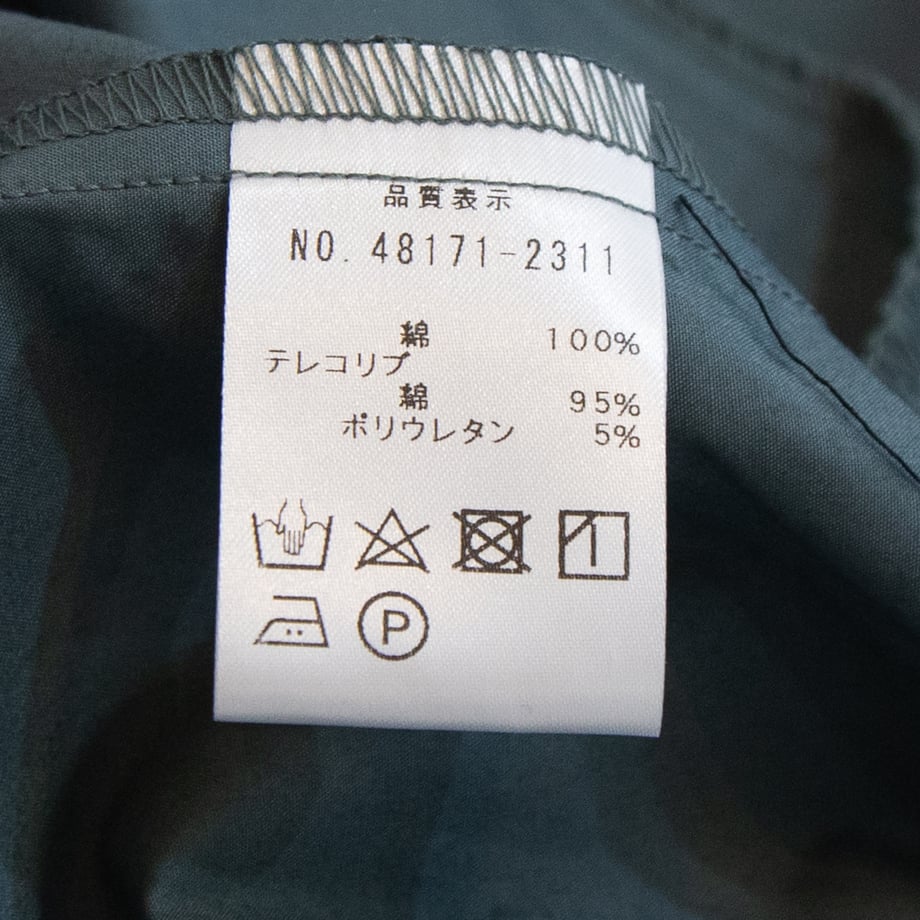 品質表示
NO. 48171-2311
綿 100%
テレコリブ
綿 95%
ポリウレタン 5%
P